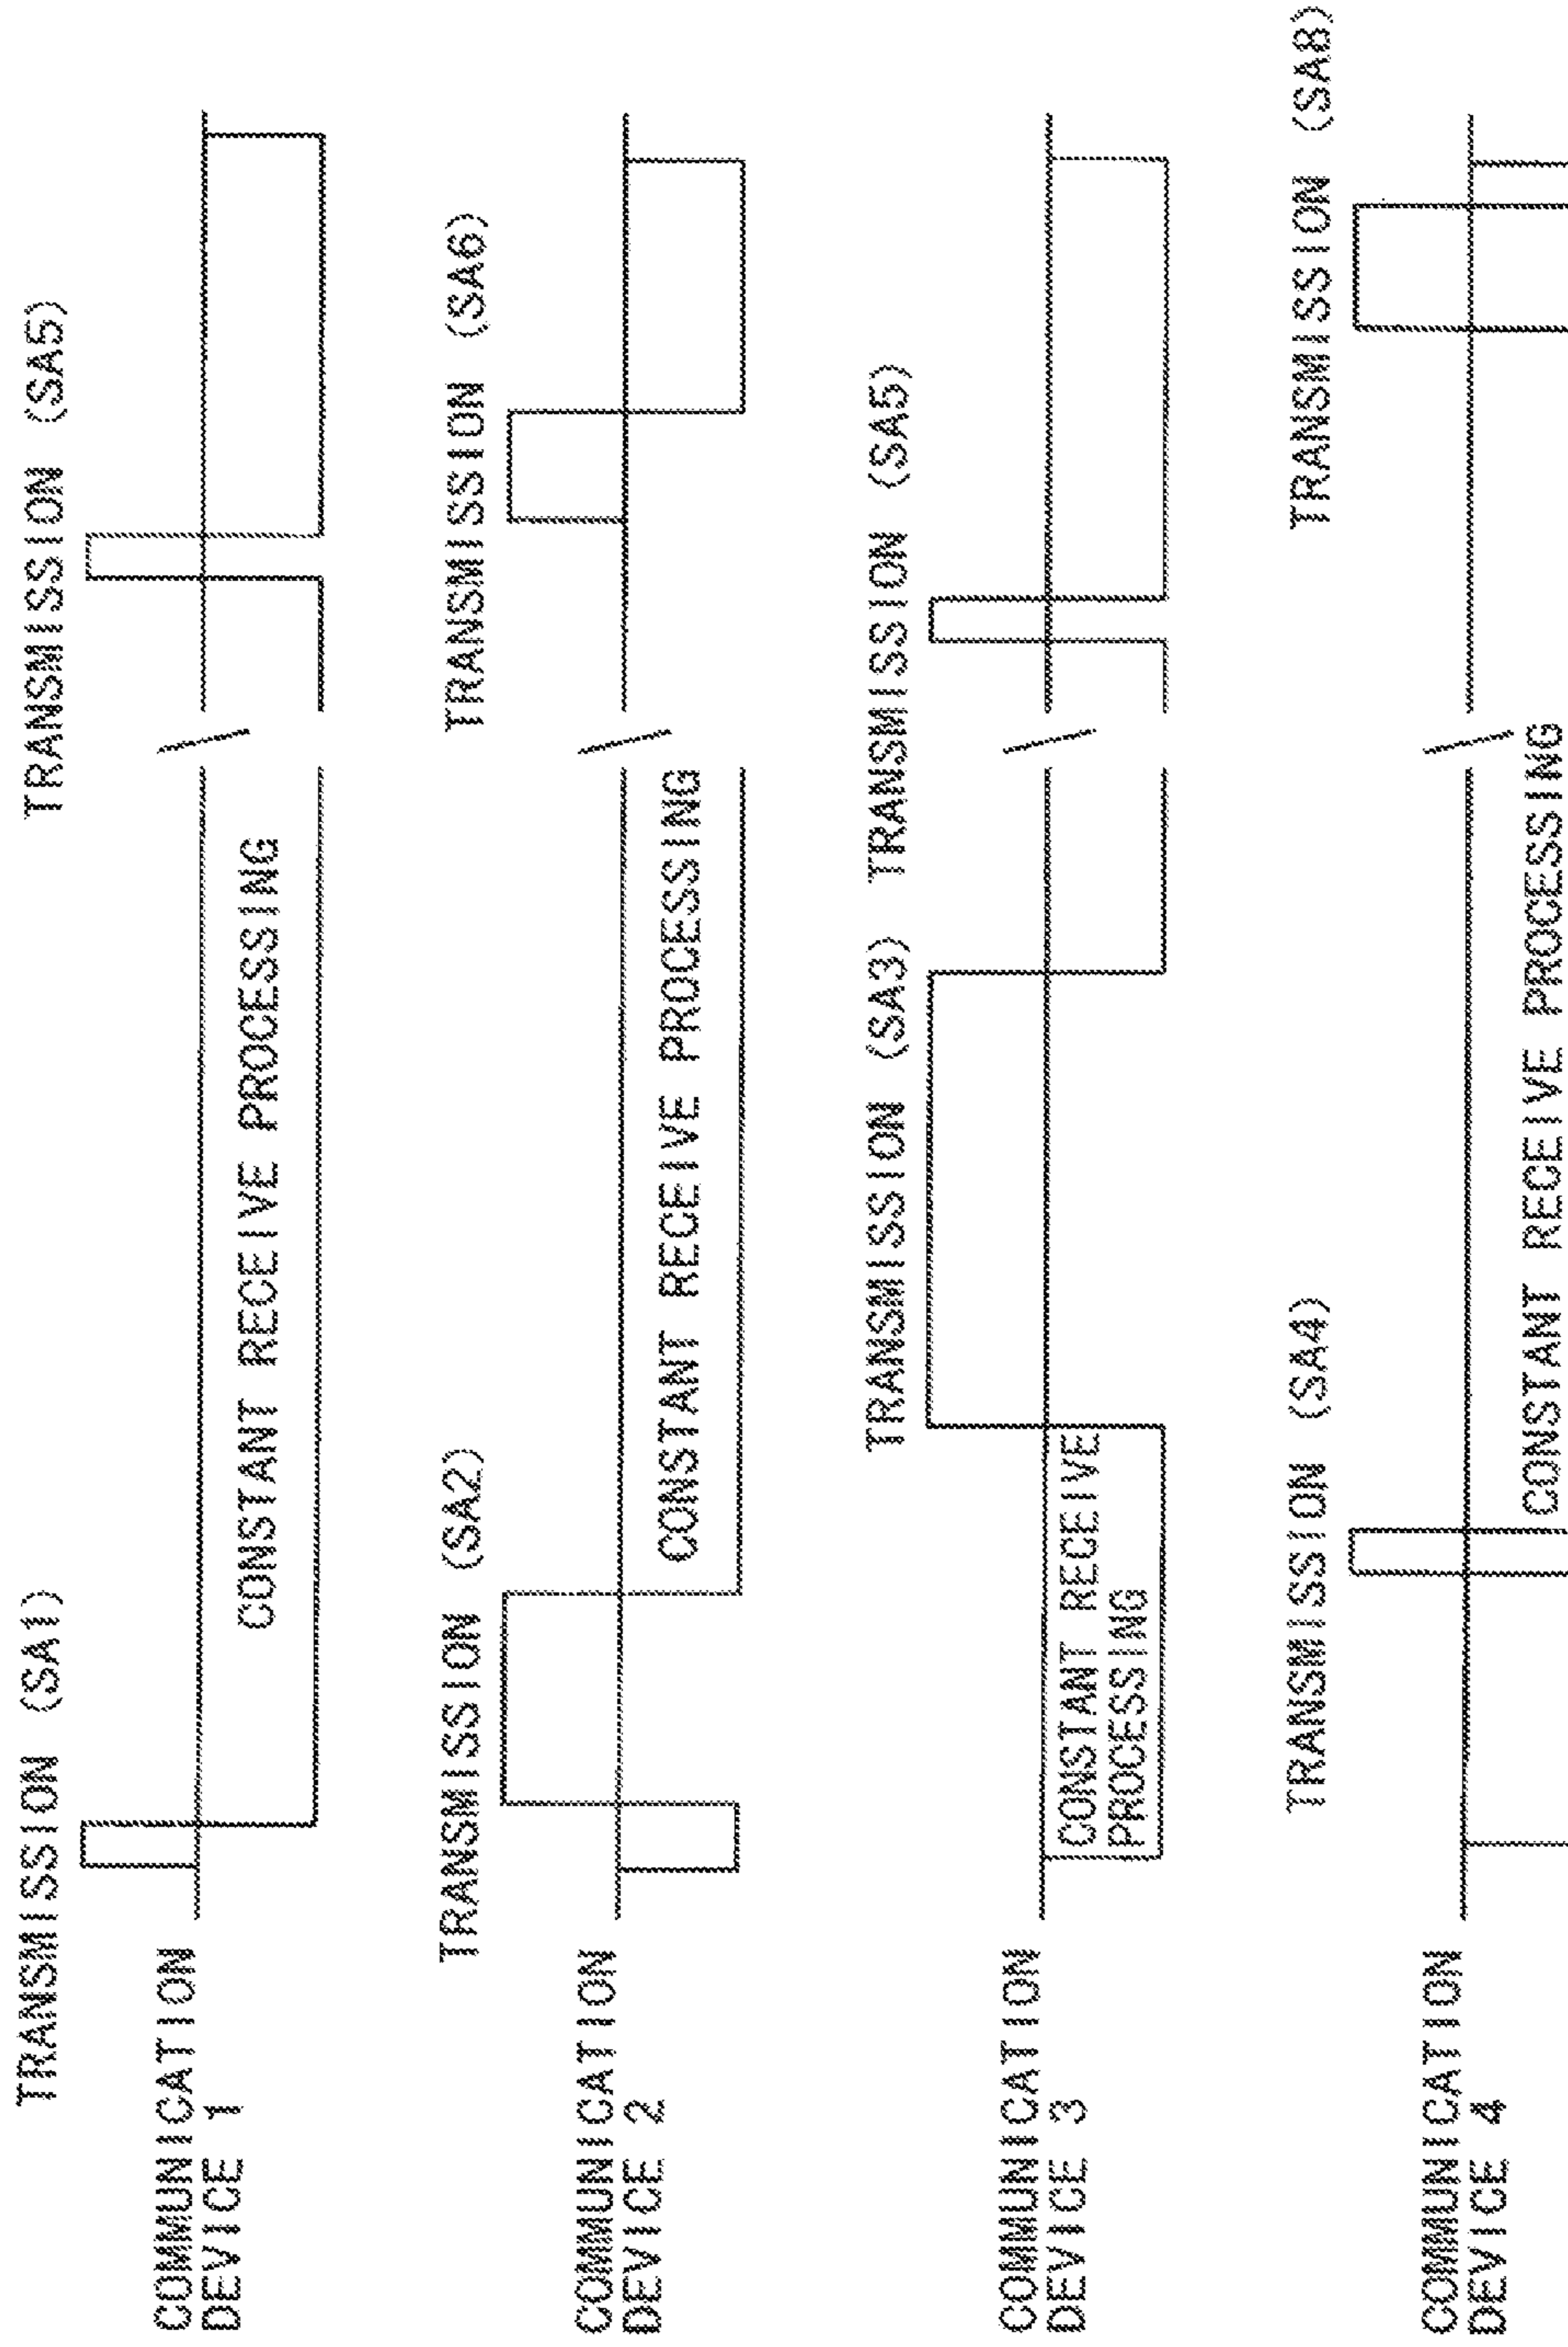 TRANSMISSION (SA1)
TRANSMISSION (SA5)
COMMUNICATION
DEVICE 1
CONSTANT RECEIVE PROCESSING
TRANSMISSION (SA2)
TRANSMISSION (SA6)
COMMUNICATION
DEVICE 2
CONSTANT RECEIVE PROCESSING
TRANSMISSION (SA3)
TRANSMISSION (SA5)
COMMUNICATION
DEVICE 3
CONSTANT RECEIVE
PROCESSING
TRANSMISSION (SA4)
TRANSMISSION (SA8)
COMMUNICATION
DEVICE 4
CONSTANT RECEIVE PROCESSING